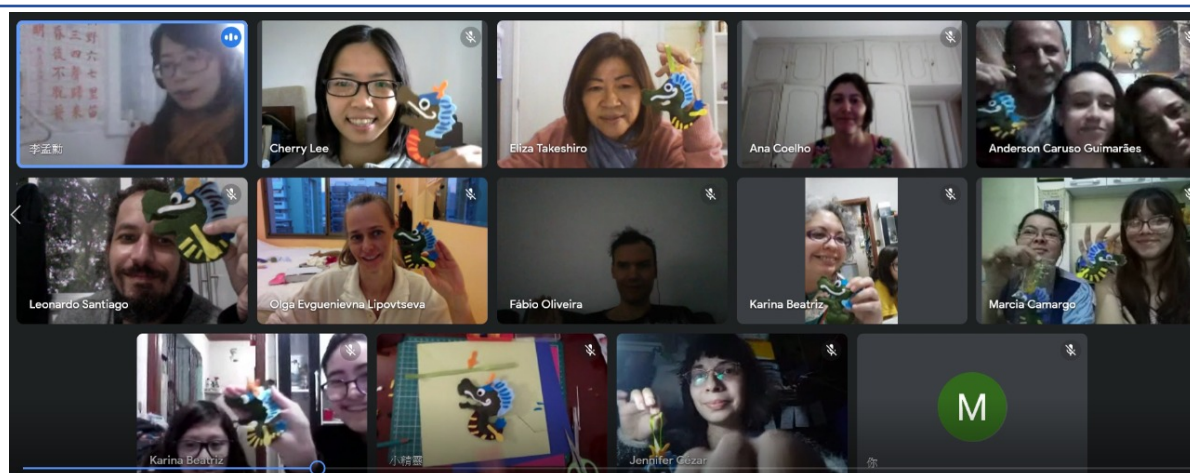 李孟勳
Cherry Lee
Eliza Takeshiro
Ana Coelho
Anderson Caruso Guimarães
Leonardo Santiago
Olga Evguenievna Lipovtseva
Fábio Oliveira
Karina Beatriz
Marcia Camargo
Karina Beatriz
小精靈
Jennifer Cézar
M
你